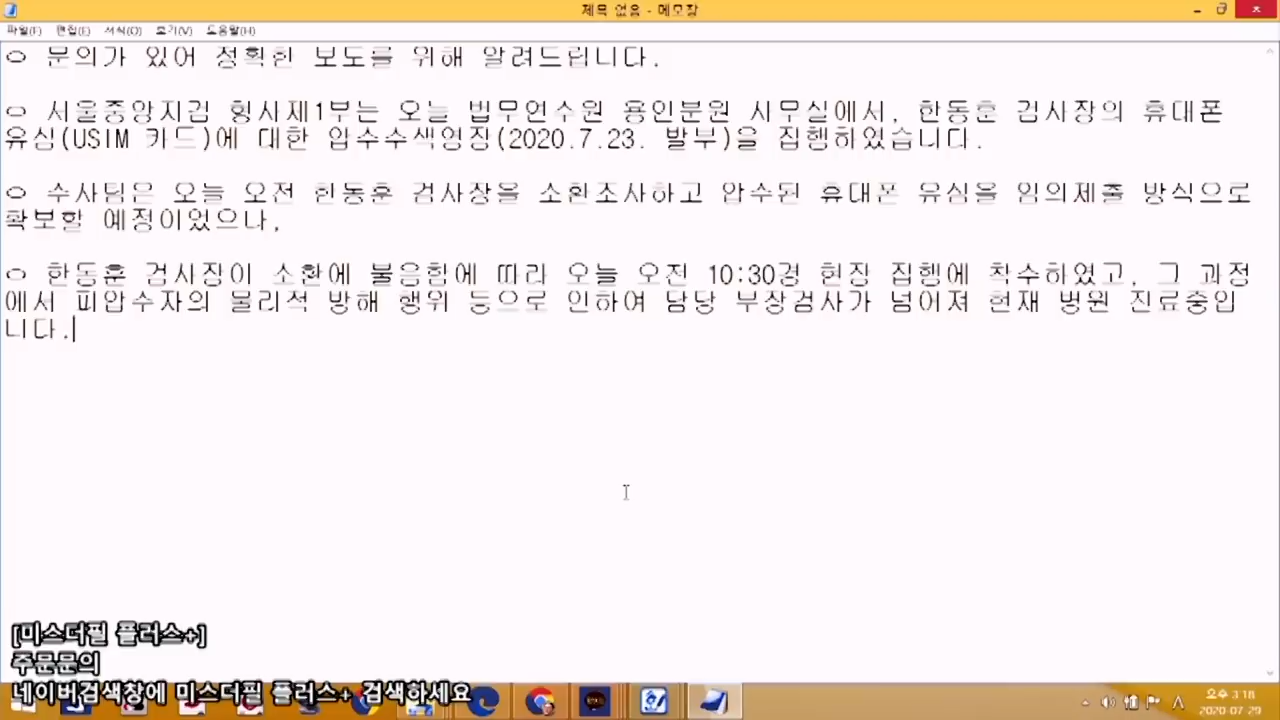 제목 없음 - 메모장
파일(F) 편집(E) 서식(O) 보기(V) 도움말(H)
ㅇ 문의가 있어 정확한 보도를 위해 알려드립니다.
ㅇ 서울중앙지검 형사제1부는 오늘 법무연수원 용인분원 사무실에서, 한동훈 검사장의 휴대폰
유심(USIM 카드)에 대한 압수수색영장(2020.7.23. 발부)을 집행하였습니다.
ㅇ 수사팀은 오늘 오전 한동훈 검사장을 소환조사하고 압수된 휴대폰 유심을 임의제출 방식으로
확보할 예정이었으나,
ㅇ 한동훈 검사장이 소환에 불응함에 따라 오늘 오전 10:30경 현장 집행에 착수하였고, 그 과정
에서 피압수자의 물리적 방해 행위 등으로 인하여 담당 부장검사가 넘어져 현재 병원 진료중입
니다.
[미스더필 플러스+]
주문문의
네이버검색창에 미스더필 플러스+ 검색하세요
오후 3:18
2020-07-29